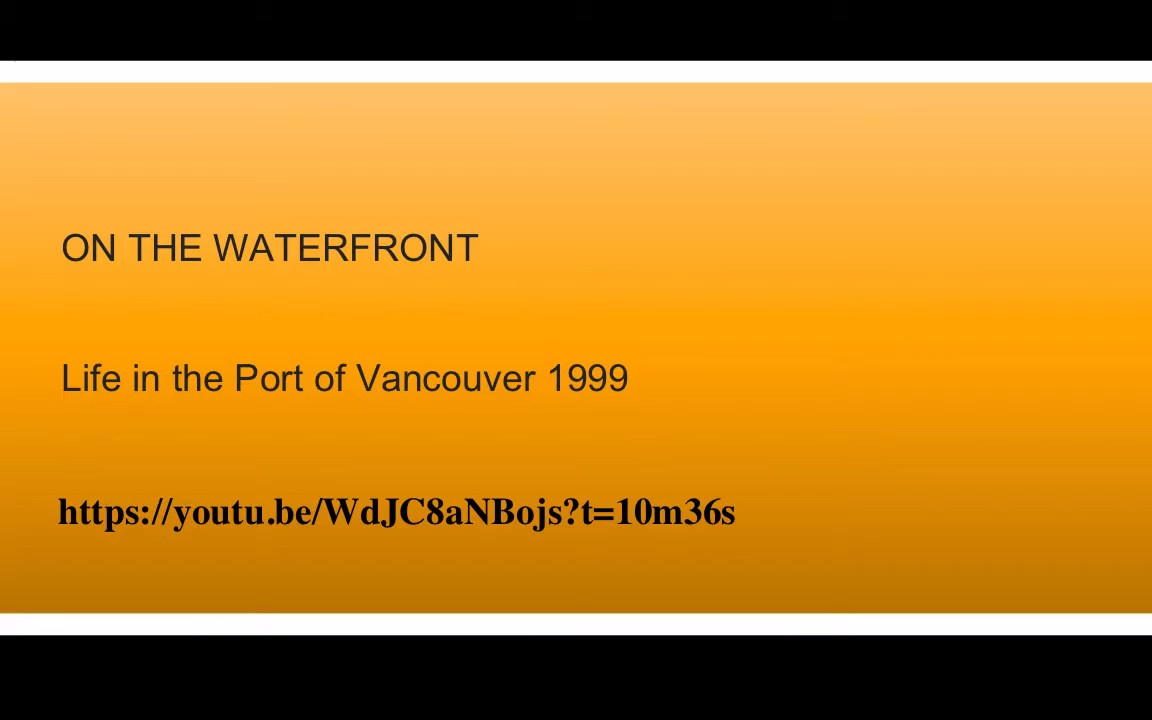 ON THE WATERFRONT
Life in the Port of Vancouver 1999
https://youtu.be/WdJC8aNBojs?t=10m36s